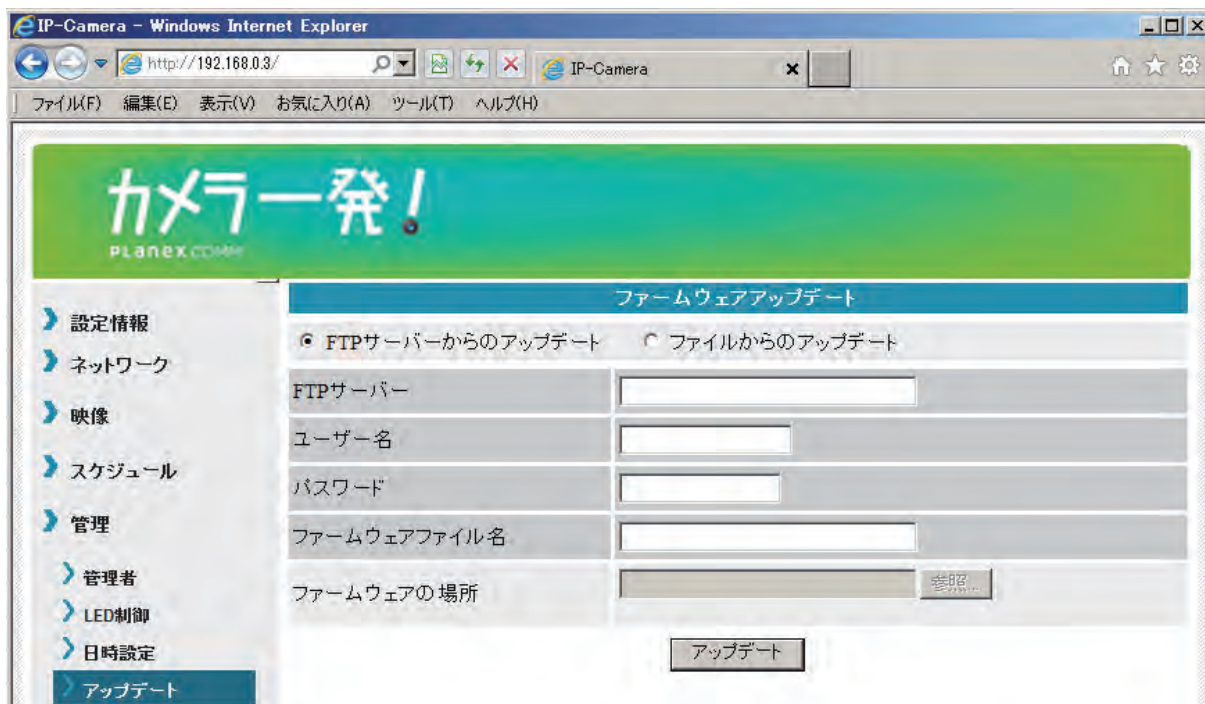 IP-Camera - Windows Internet Explorer
http://192.168.0.3/
IP-Camera
ファイル(F) 編集(E) 表示(V) お気に入り(A) ツール(T) ヘルプ(H)
カメラ一発!
PLANEX COMM
ファームウェアアップデート
設定情報
ネットワーク
映像
スケジュール
管理
管理者
LED制御
日時設定
アップデート
FTPサーバーからのアップデート ファイルからのアップデート
FTPサーバー
ユーザー名
パスワード
ファームウェアファイル名
ファームウェアの場所 参照...
アップデート